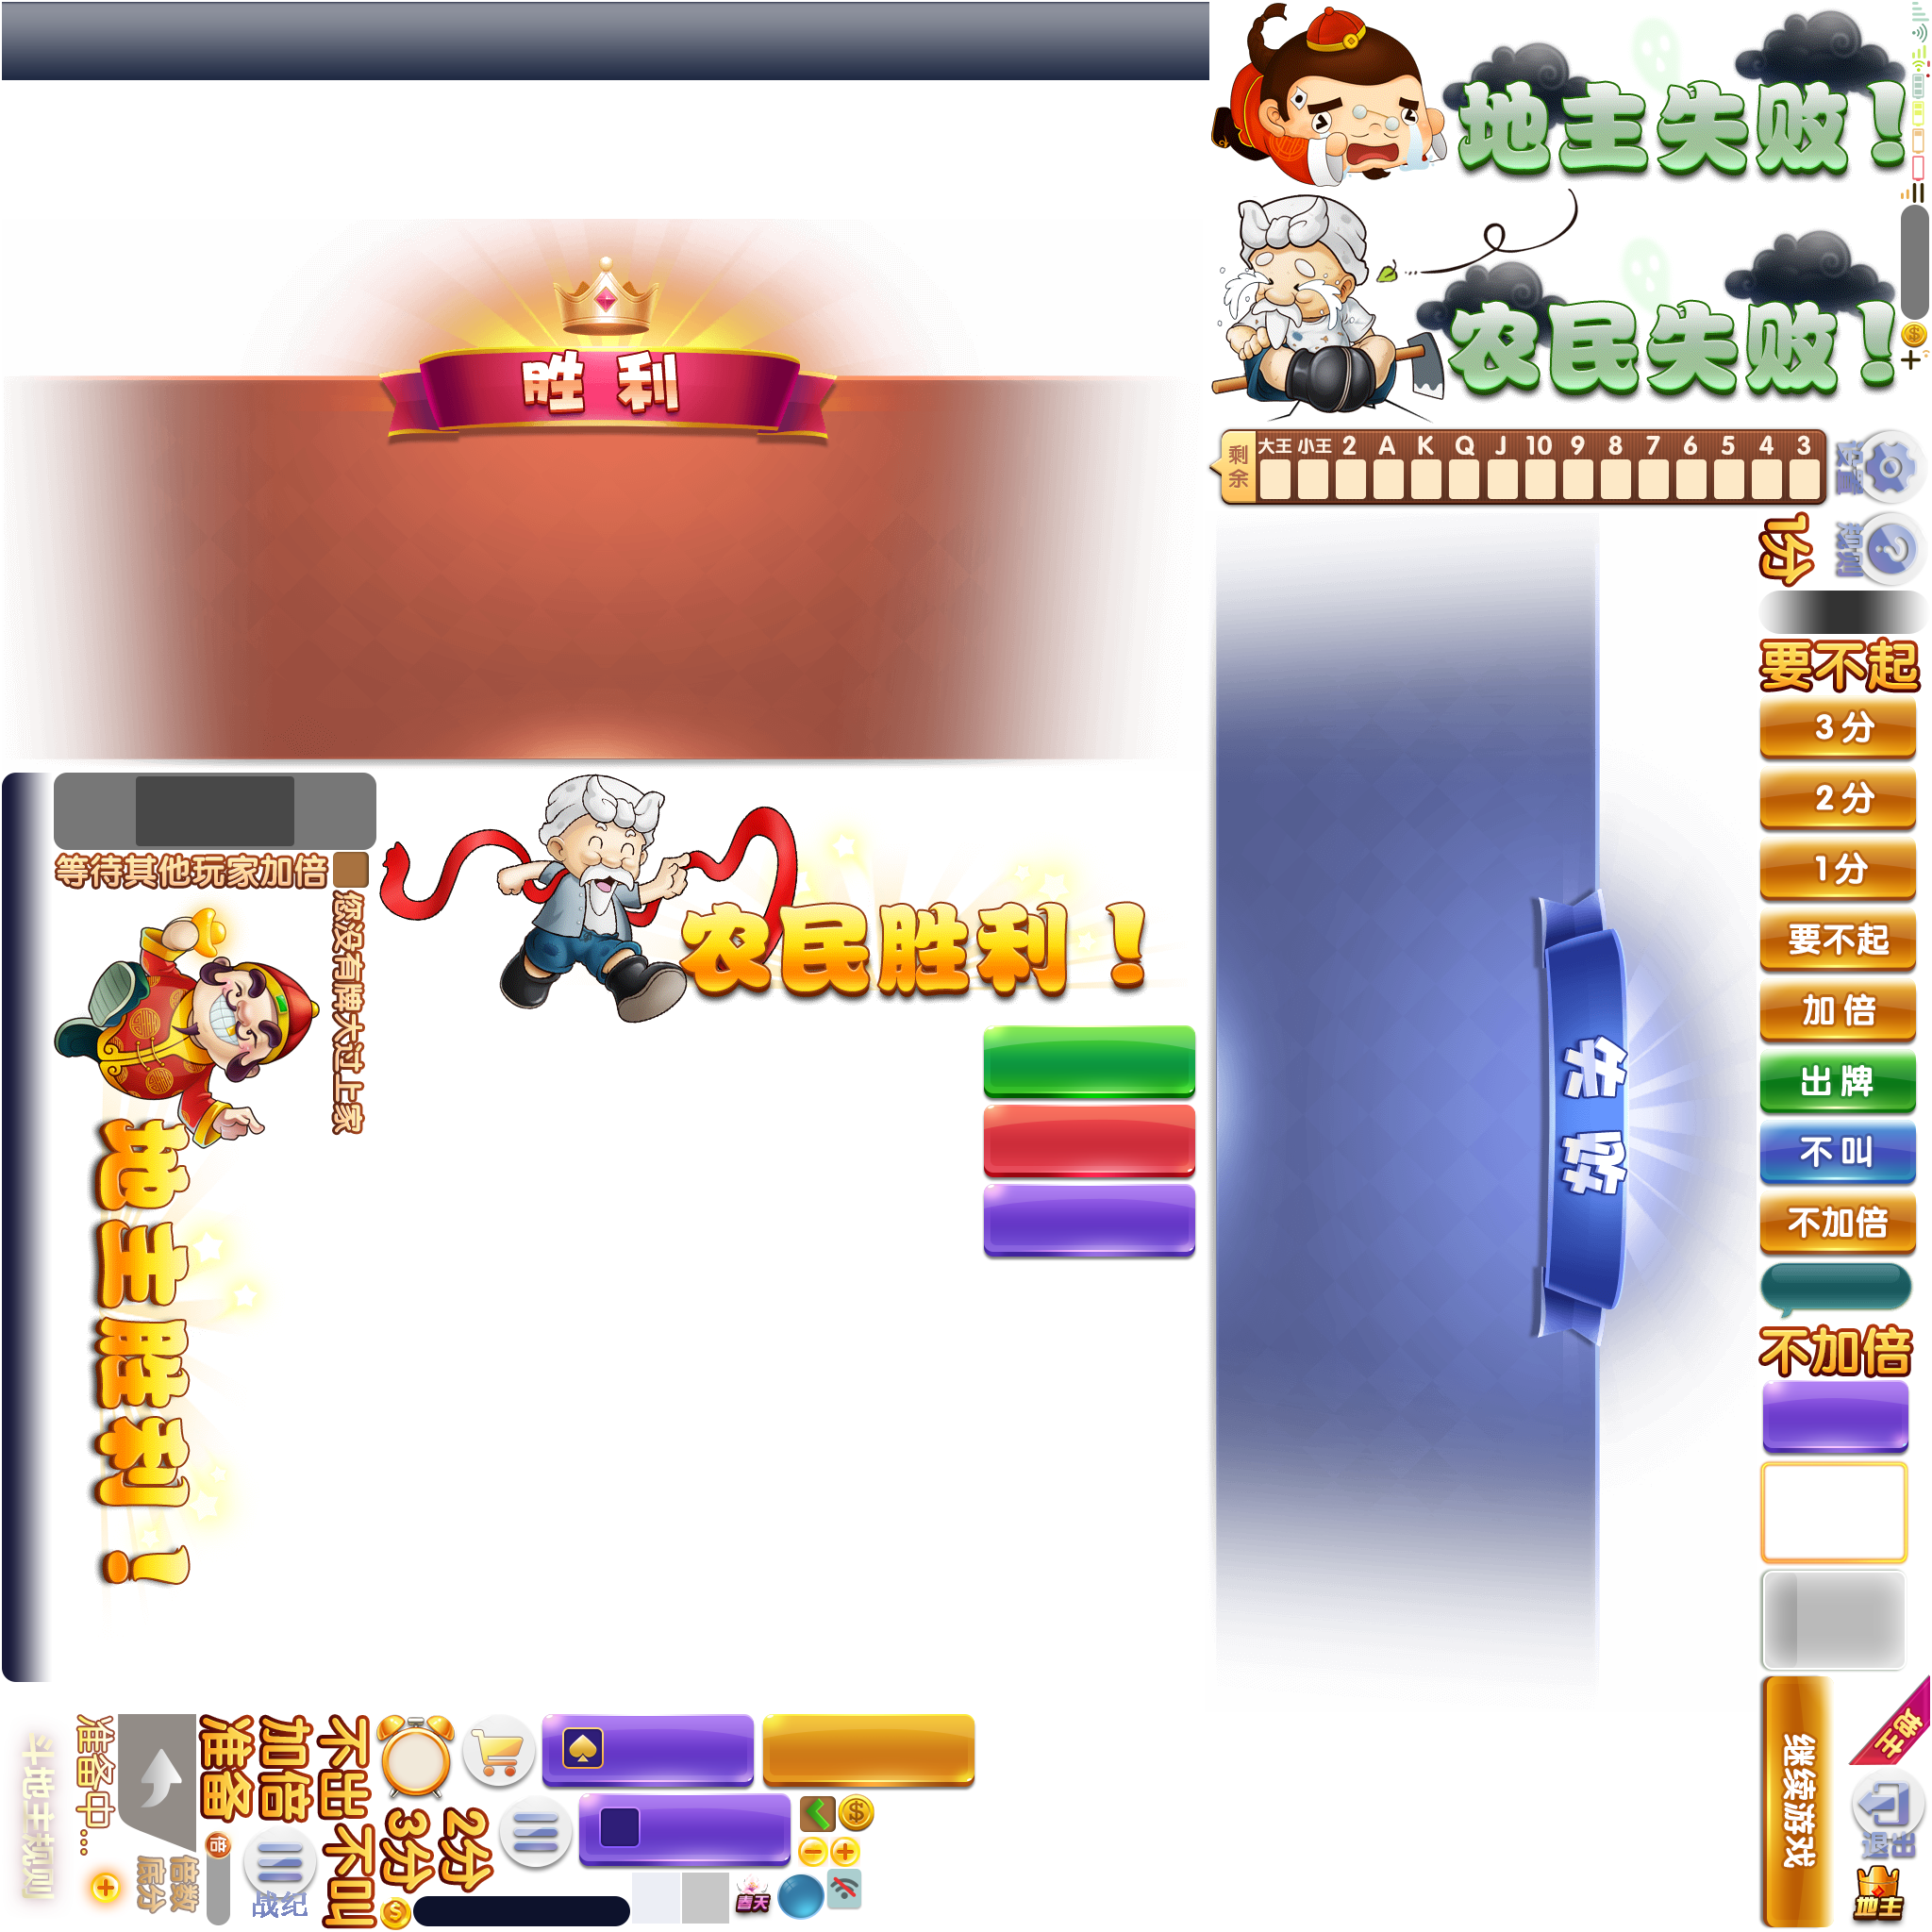 地主失败!
农民失败!
胜 利
剩余
大王 小王 2 A K Q J 10 9 8 7 6 5 4 3
设置
规则
1分
要不起
3 分
2 分
1 分
要不起
加 倍
出 牌
不 叫
不加倍
不加倍
失 败
等待其他玩家加倍
您没有牌大过上家
农民胜利!
地主胜利!
斗地主规则
准备中...
准备
加倍
不出
不叫
3分
2分
底分
倍数
倍
战纪
春天
继续游戏
地主
退出
地主